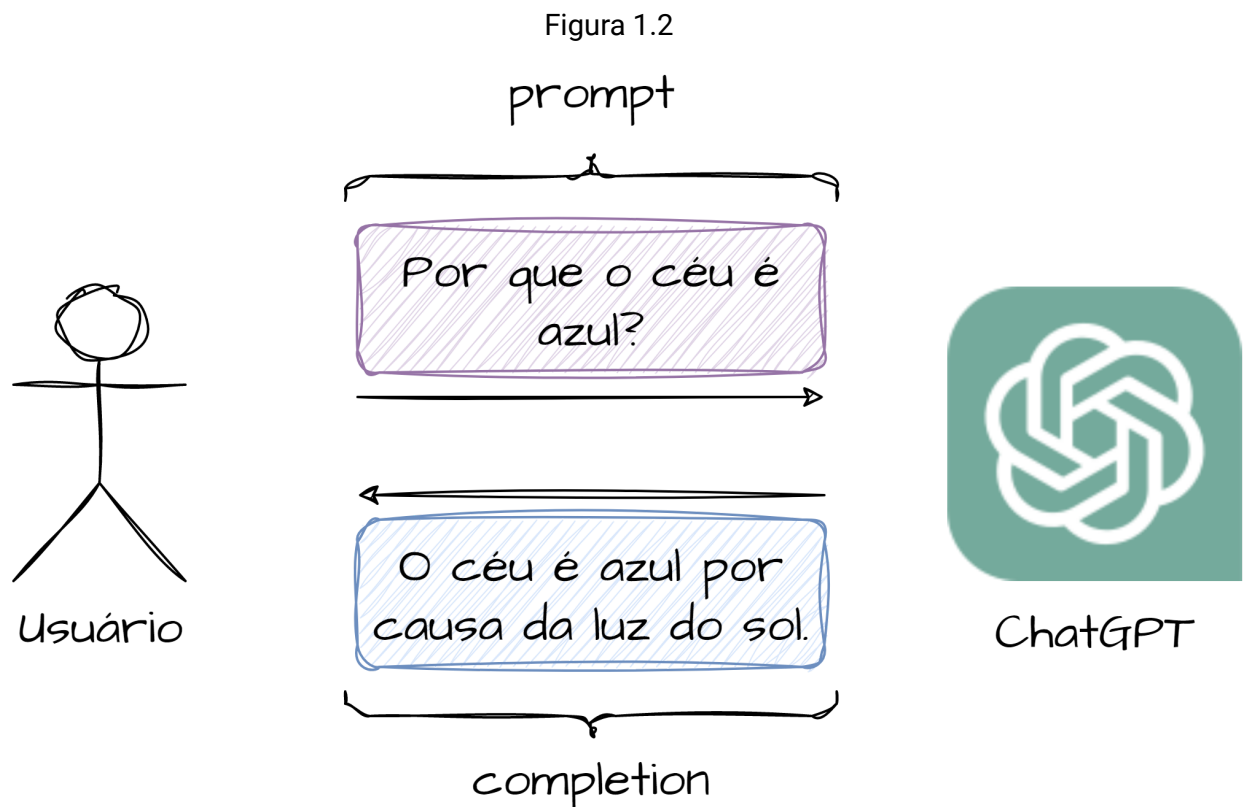 Figura 1.2
prompt
Por que o céu é
azul?
O céu é azul por
causa da luz do sol.
Usuário
ChatGPT
completion